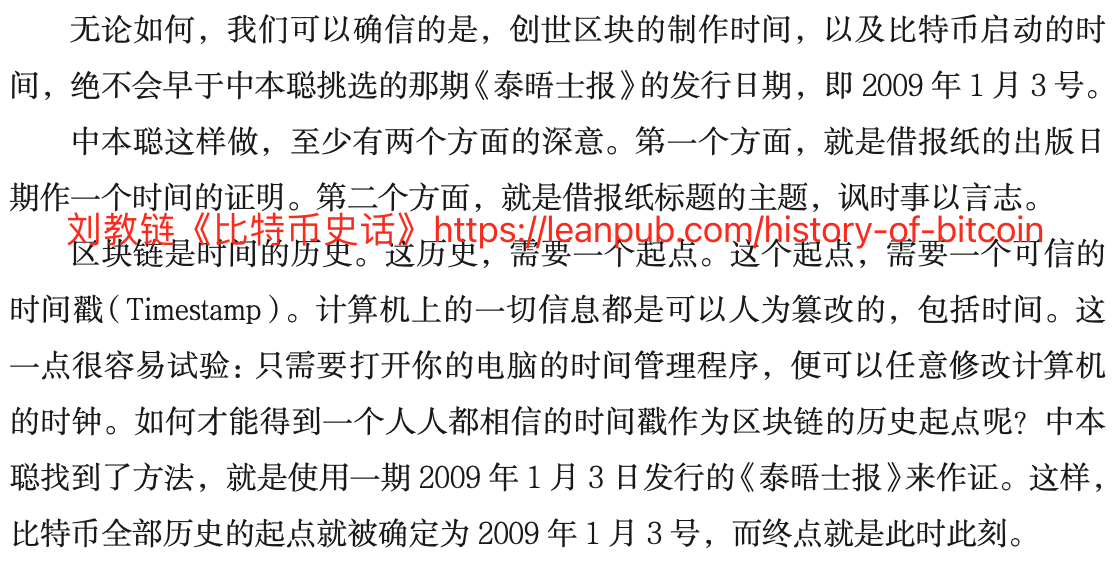 无论如何，我们可以确信的是，创世区块的制作时间，以及比特币启动的时
间，绝不会早于中本聪挑选的那期《泰晤士报》的发行日期，即 2009 年 1 月 3 号。
中本聪这样做，至少有两个方面的深意。第一个方面，就是借报纸的出版日
期作一个时间的证明。第二个方面，就是借报纸标题的主题，讽时事以言志。
刘教链《比特币史话》https://leanpub.com/history-of-bitcoin
区块链是时间的历史。这历史，需要一个起点。这个起点，需要一个可信的
时间戳（Timestamp）。计算机上的一切信息都是可以人为篡改的，包括时间。这
一点很容易试验：只需要打开你的电脑的时间管理程序，便可以任意修改计算机
的时钟。如何才能得到一个人人都相信的时间戳作为区块链的历史起点呢？中本
聪找到了方法，就是使用一期 2009 年 1 月 3 日发行的《泰晤士报》来作证。这样，
比特币全部历史的起点就被确定为 2009 年 1 月 3 号，而终点就是此时此刻。